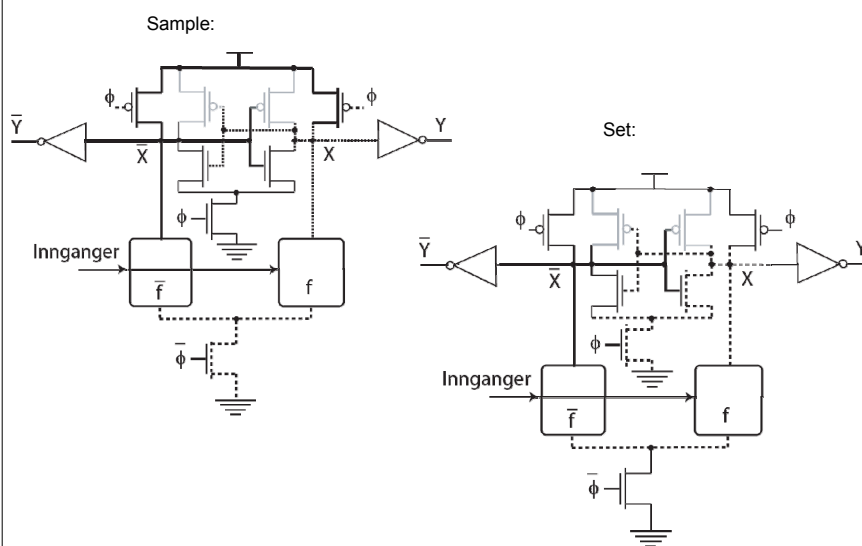 Sample:
ϕ
ϕ
Y̅
Y
X̅
X
ϕ
Innganger
f̅
f
ϕ̅
Set:
ϕ
ϕ
Y̅
Y
X̅
X
ϕ
Innganger
f̅
f
ϕ̅